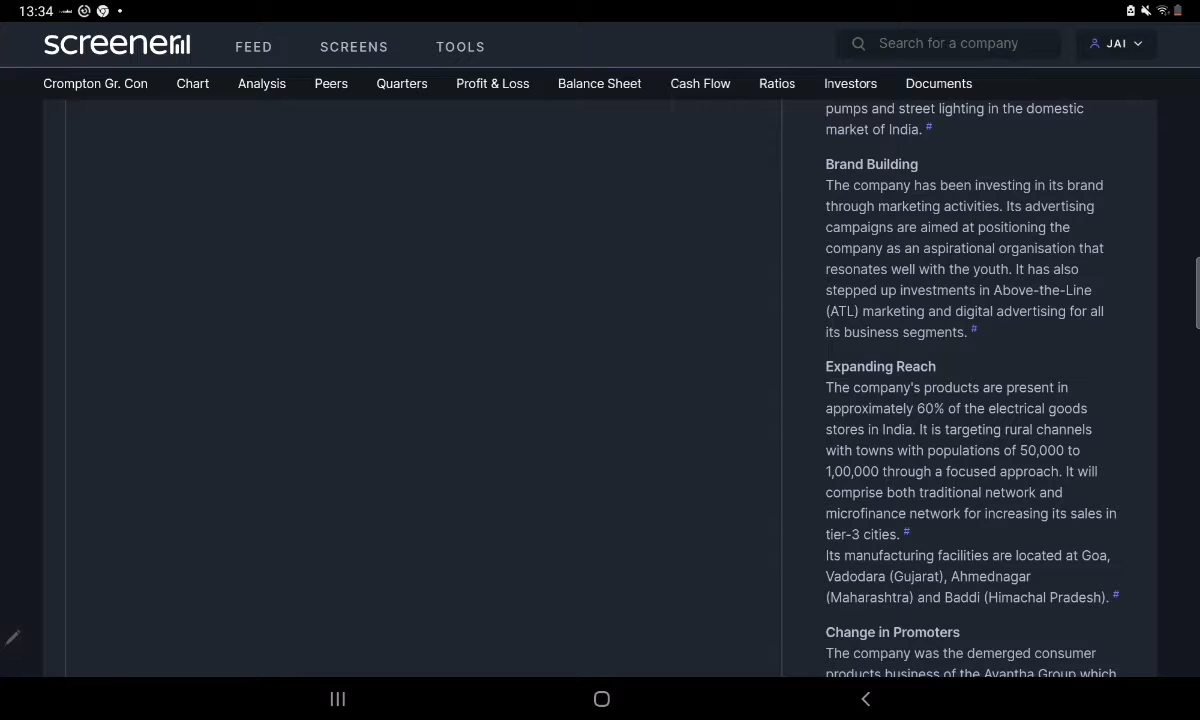 13:34
screener
FEED
SCREENS
TOOLS
Search for a company
JAI
Crompton Gr. Con
Chart
Analysis
Peers
Quarters
Profit & Loss
Balance Sheet
Cash Flow
Ratios
Investors
Documents
pumps and street lighting in the domestic
market of India. #
Brand Building
The company has been investing in its brand
through marketing activities. Its advertising
campaigns are aimed at positioning the
company as an aspirational organisation that
resonates well with the youth. It has also
stepped up investments in Above-the-Line
(ATL) marketing and digital advertising for all
its business segments. #
Expanding Reach
The company's products are present in
approximately 60% of the electrical goods
stores in India. It is targeting rural channels
with towns with populations of 50,000 to
1,00,000 through a focused approach. It will
comprise both traditional network and
microfinance network for increasing its sales in
tier-3 cities. #
Its manufacturing facilities are located at Goa,
Vadodara (Gujarat), Ahmednagar
(Maharashtra) and Baddi (Himachal Pradesh). #
Change in Promoters
The company was the demerged consumer
products business of the Avantha Group which